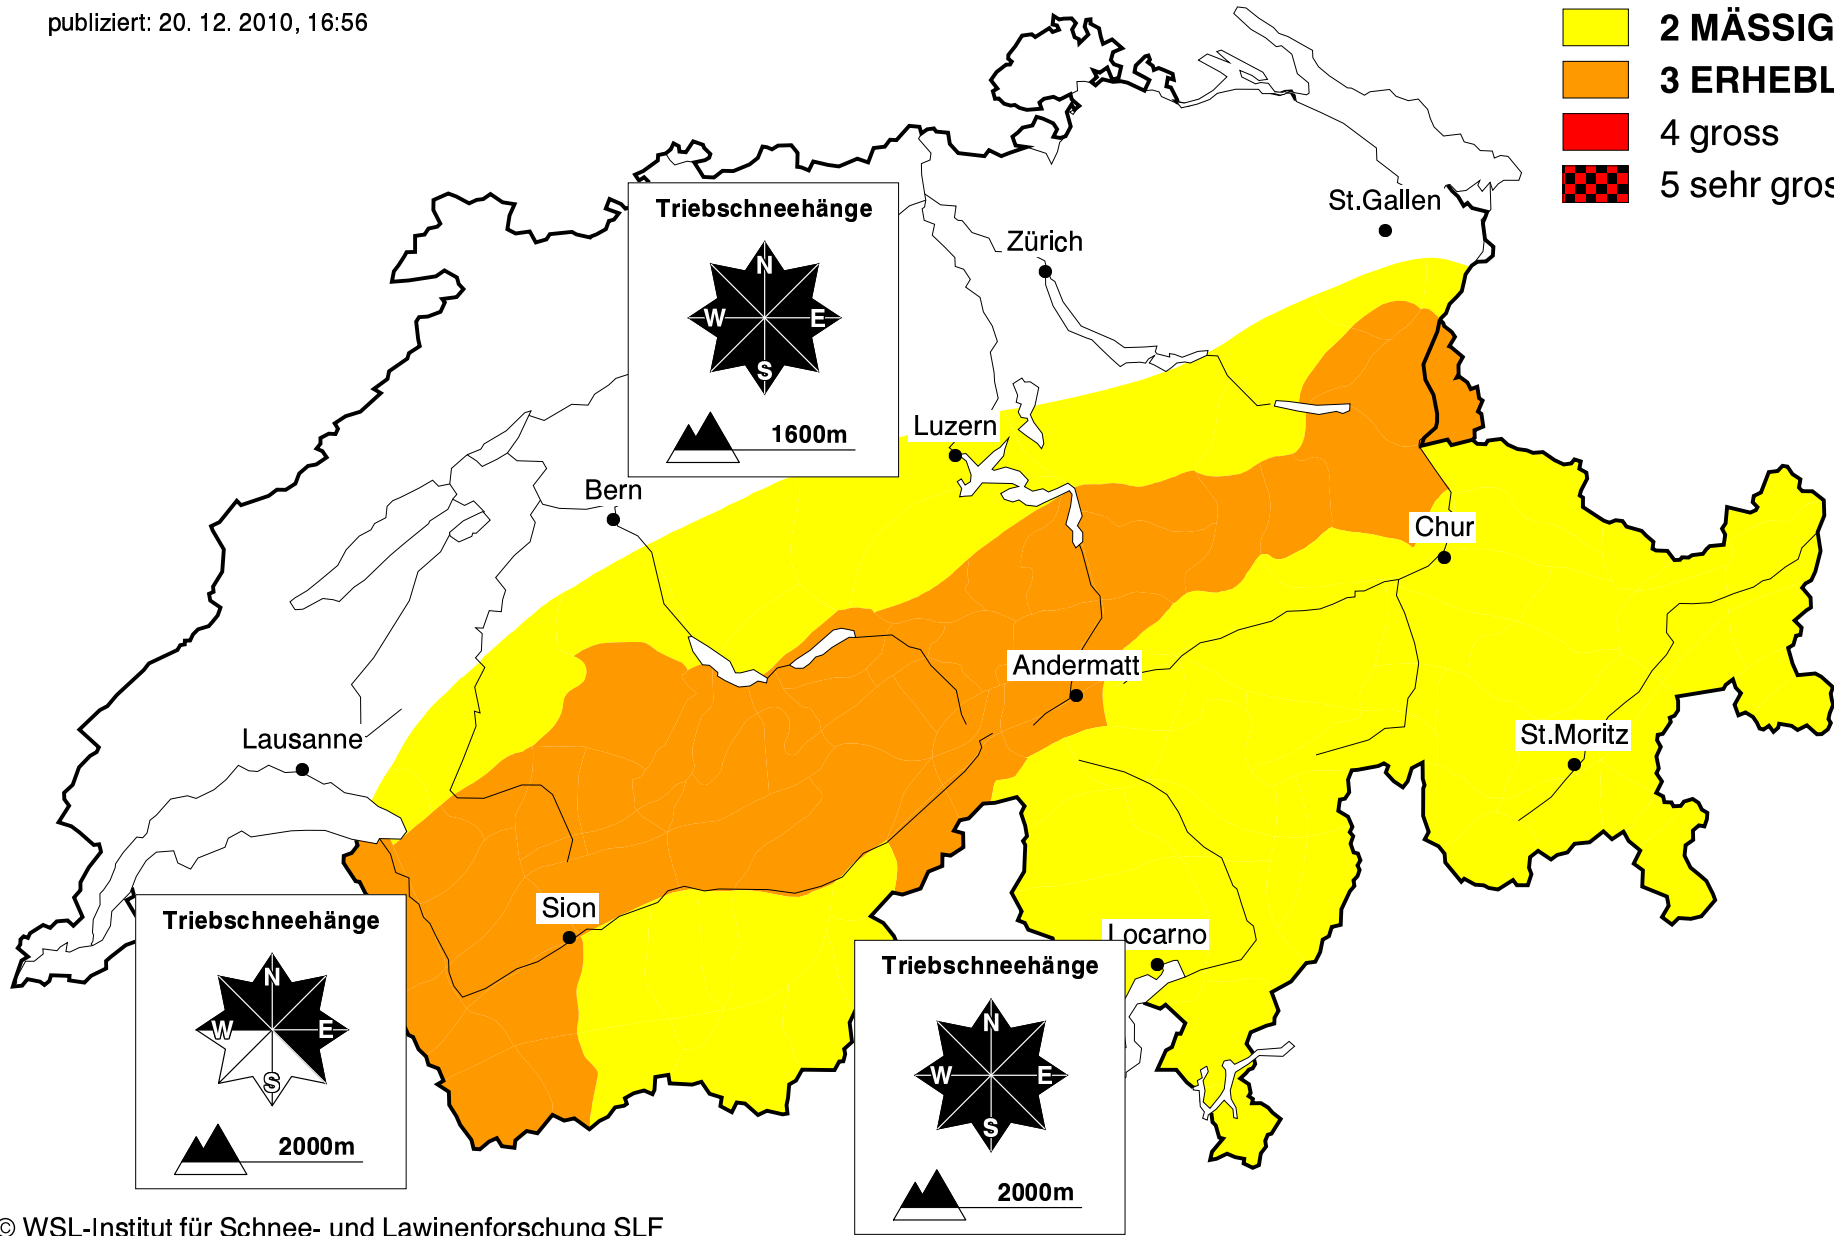 publiziert: 20. 12. 2010, 16:56
2 MÄSSIG
3 ERHEBL
4 gross
5 sehr gros
St.Gallen
Zürich
Triebschneehänge
N
W E
S
1600m
Luzern
Bern
Chur
Andermatt
St.Moritz
Lausanne
Sion
Locarno
Triebschneehänge
N
W E
S
2000m
Triebschneehänge
N
W E
S
2000m
© WSL-Institut für Schnee- und Lawinenforschung SLF